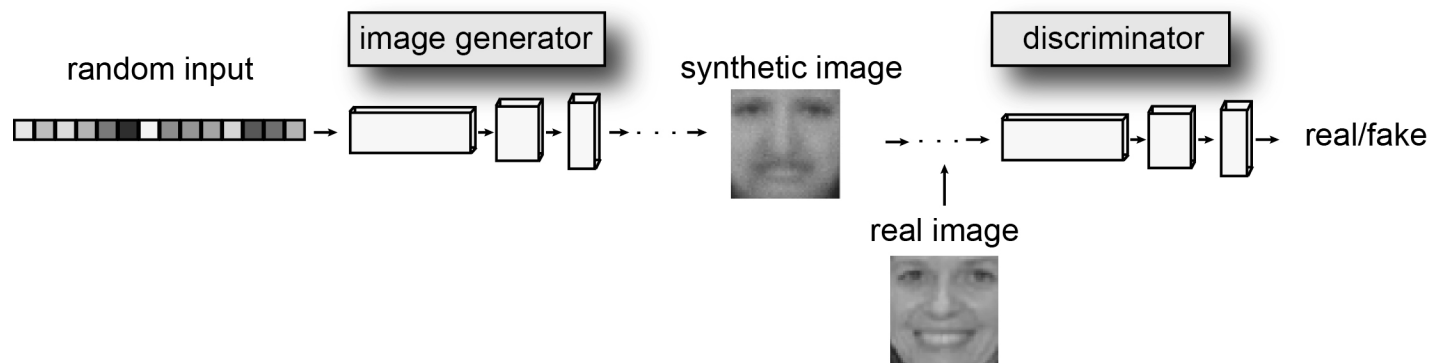 random input
image generator
synthetic image
discriminator
real/fake
real image